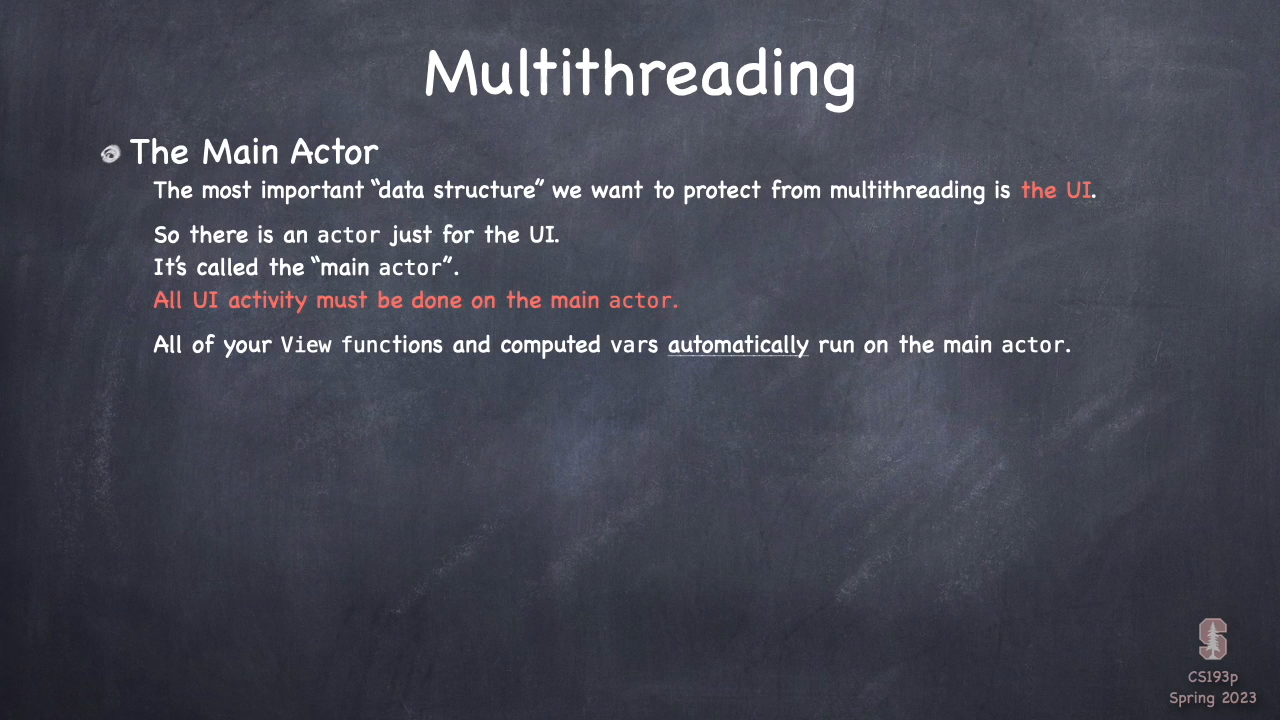 Multithreading
The Main Actor
The most important “data structure” we want to protect from multithreading is the UI.
So there is an actor just for the UI.
It’s called the “main actor”.
All UI activity must be done on the main actor.
All of your View functions and computed vars automatically run on the main actor.
S
CS193p
Spring 2023